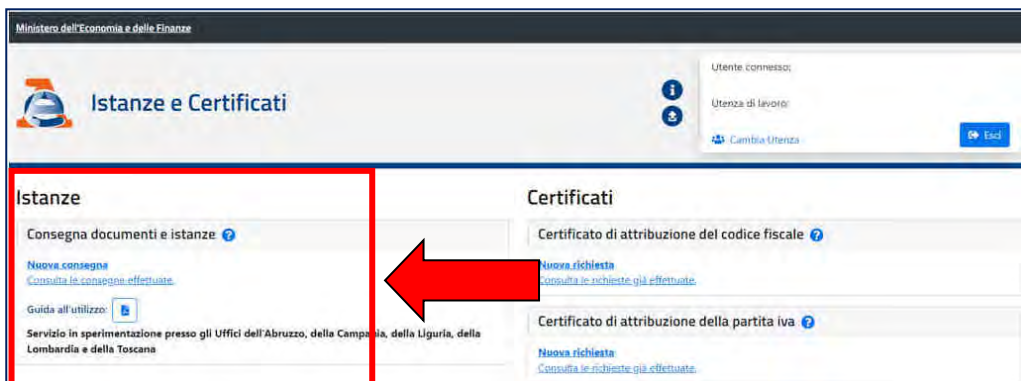 Ministero dell'Economia e delle Finanze
Istanze e Certificati
Utente connesso:
Utenza di lavoro:
Cambia Utenza
Esci
Istanze
Consegna documenti e istanze
Nuova consegna
Consulta le consegne effettuate.
Guida all'utilizzo:
Servizio in sperimentazione presso gli Uffici dell'Abruzzo, della Campania, della Liguria, della
Lombardia e della Toscana
Certificati
Certificato di attribuzione del codice fiscale
Nuova richiesta
Consulta le richieste già effettuate.
Certificato di attribuzione della partita iva
Nuova richiesta
Consulta le richieste già effettuate.